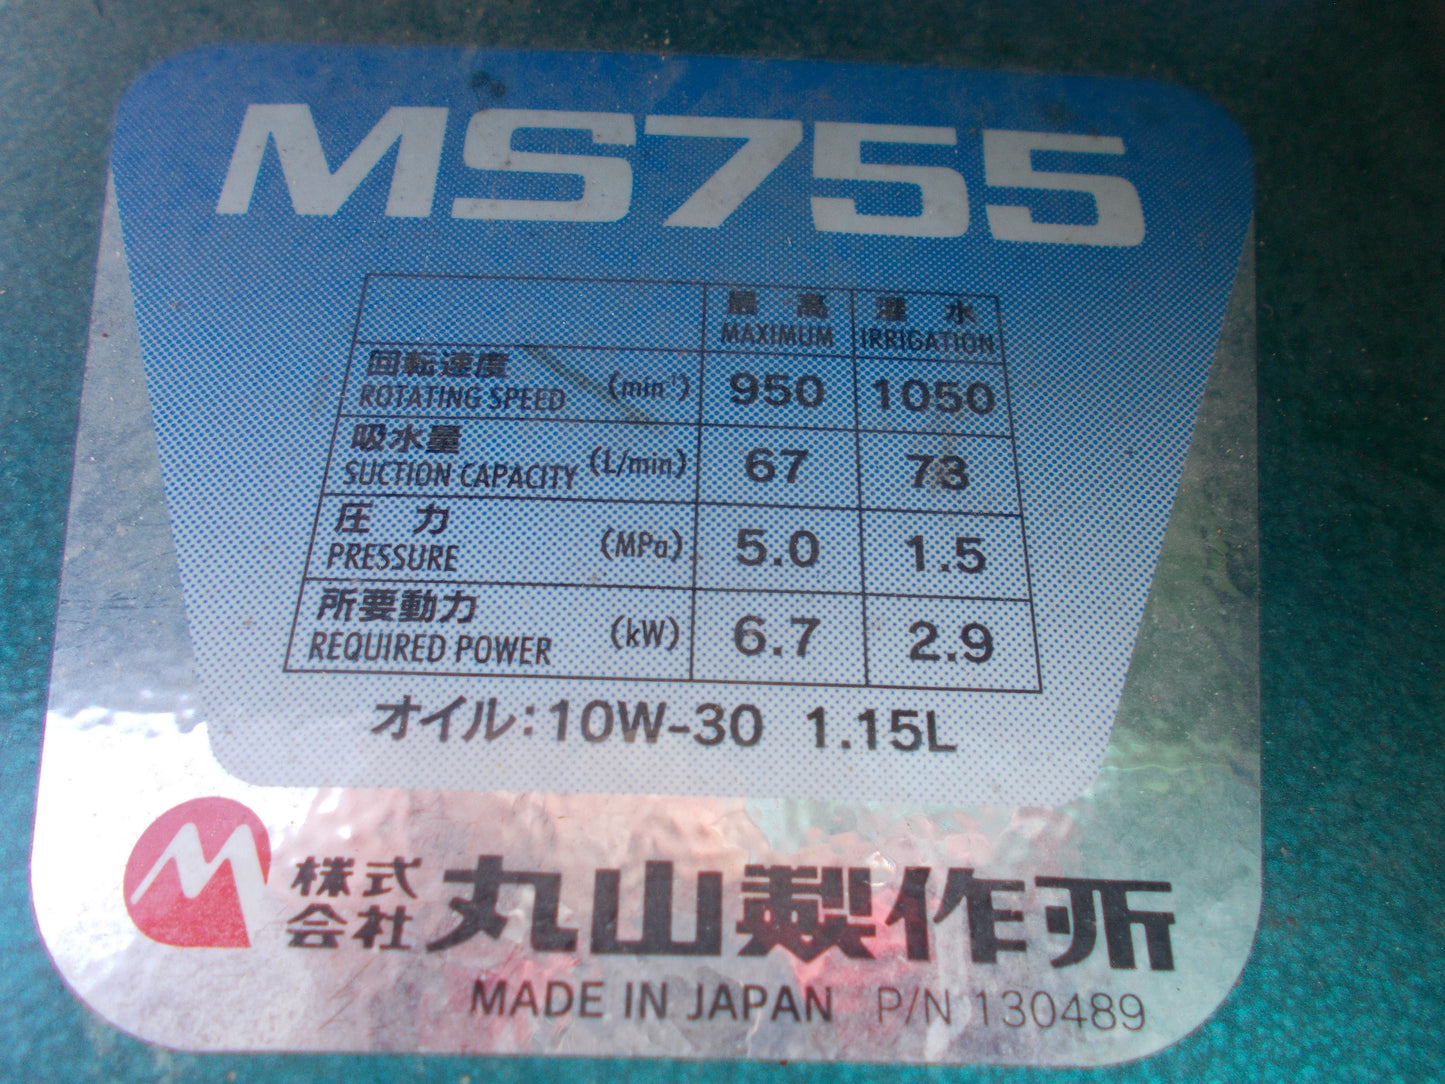 MS755
最高 灌水
MAXIMUM IRRIGATION
回転速度
ROTATING SPEED (min⁻¹) 950 1050
吸水量
SUCTION CAPACITY (L/min) 67 73
圧力
PRESSURE (MPa) 5.0 1.5
所要動力
REQUIRED POWER (kW) 6.7 2.9
オイル:10W-30 1.15L
株式会社 丸山製作所
MADE IN JAPAN P/N 130489